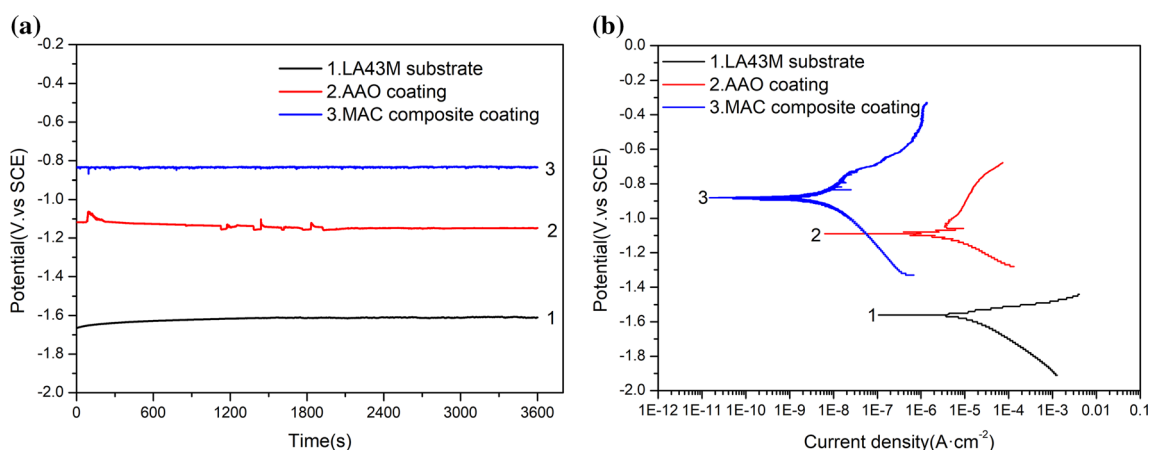 (a)
-0.2
-0.4
-0.6
-0.8
-1.0
-1.2
-1.4
-1.6
-1.8
-2.0
Potential(V.vs SCE)
1.LA43M substrate
2.AAO coating
3.MAC composite coating
3
2
1
0 600 1200 1800 2400 3000 3600
Time(s)
(b)
0.0
-0.2
-0.4
-0.6
-0.8
-1.0
-1.2
-1.4
-1.6
-1.8
-2.0
Potential(V.vs SCE)
1.LA43M substrate
2.AAO coating
3.MAC composite coating
3
2
1
1E-12 1E-11 1E-10 1E-9 1E-8 1E-7 1E-6 1E-5 1E-4 1E-3 0.01 0.1
Current density(A·cm⁻²)